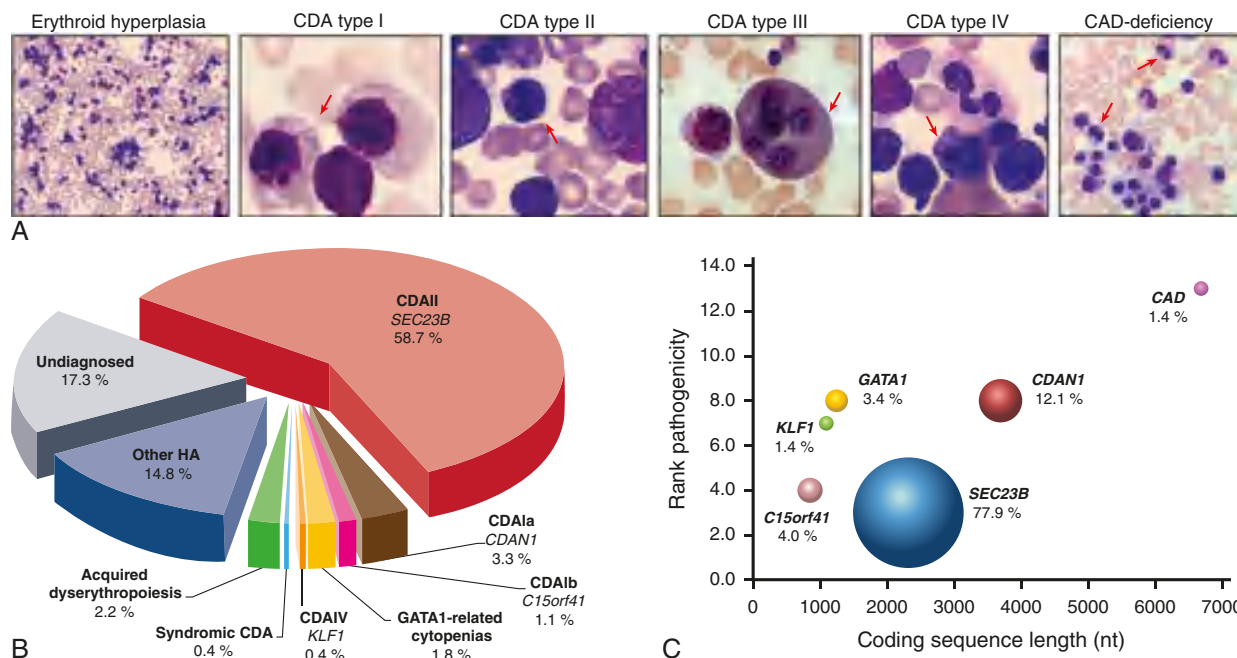 Erythroid hyperplasia
CDA type I
CDA type II
CDA type III
CDA type IV
CAD-deficiency
A
CDAII
SEC23B
58.7 %
Undiagnosed
17.3 %
Other HA
14.8 %
Acquired
dyserythropoiesis
2.2 %
Syndromic CDA
0.4 %
CDAIV
KLF1
0.4 %
GATA1-related
cytopenias
1.8 %
CDAIb
C15orf41
1.1 %
CDAIa
CDAN1
3.3 %
B
Rank pathogenicity
14.0
12.0
10.0
8.0
6.0
4.0
2.0
0.0
CAD
1.4 %
GATA1
3.4 %
CDAN1
12.1 %
KLF1
1.4 %
SEC23B
77.9 %
C15orf41
4.0 %
0 1000 2000 3000 4000 5000 6000 7000
Coding sequence length (nt)
C